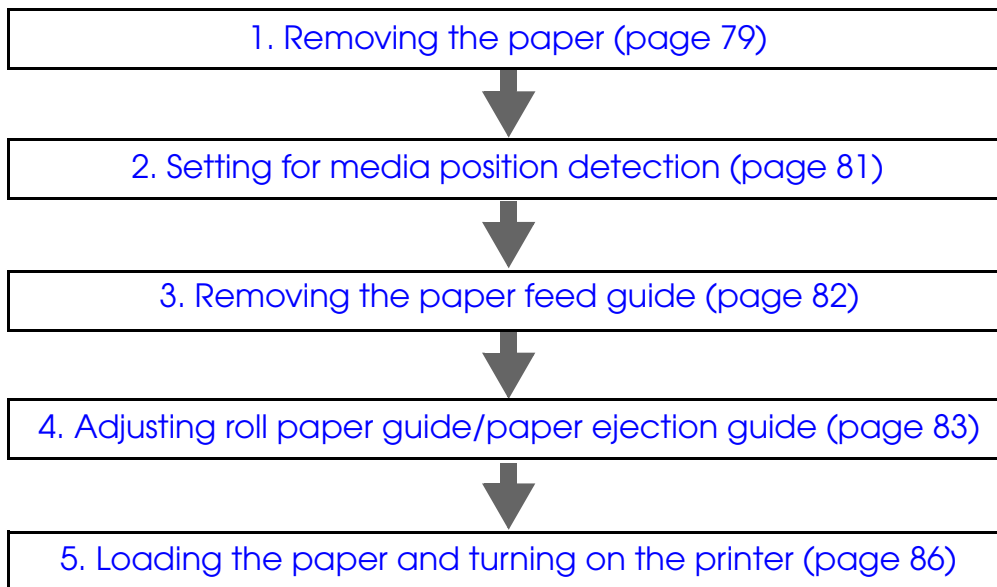 1. Removing the paper (page 79)
2. Setting for media position detection (page 81)
3. Removing the paper feed guide (page 82)
4. Adjusting roll paper guide/paper ejection guide (page 83)
5. Loading the paper and turning on the printer (page 86)